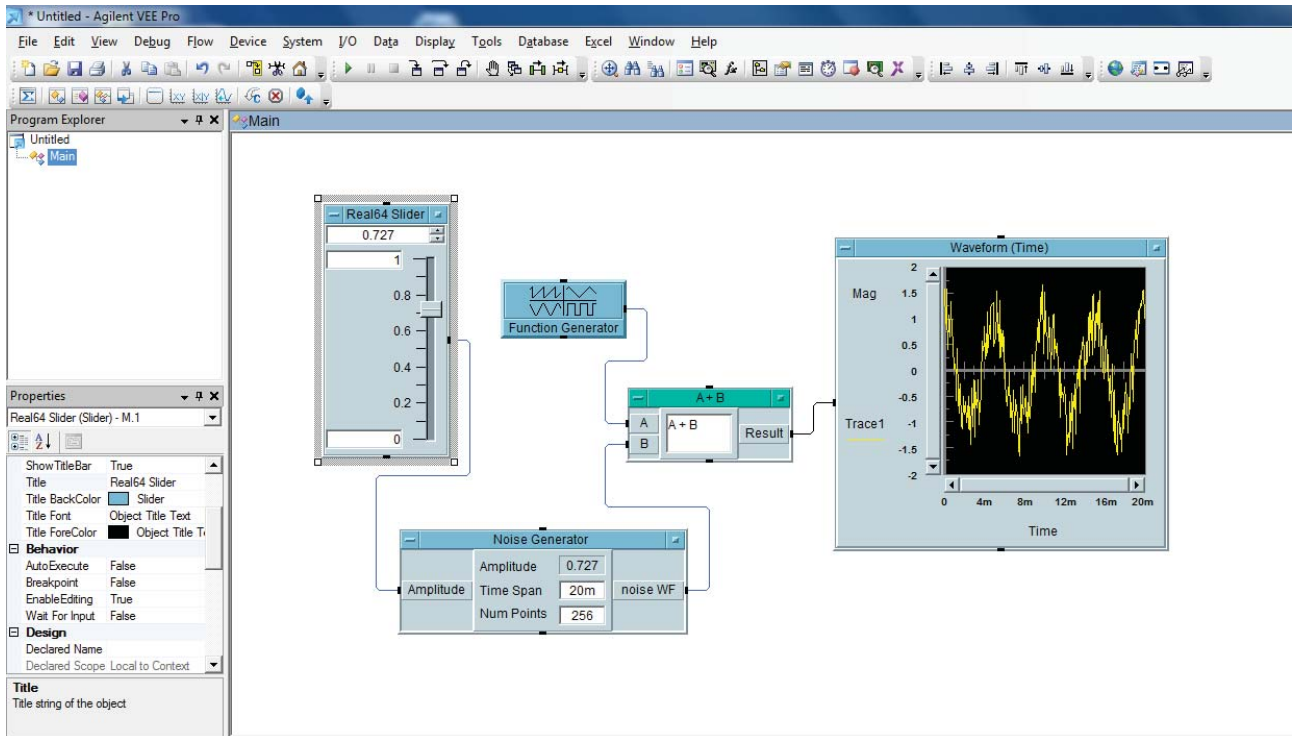 * Untitled - Agilent VEE Pro
File Edit View Debug Flow Device System I/O Data Display Tools Database Excel Window Help
Program Explorer
Untitled
Main
Main
Real64 Slider
0.727
1
0.8
0.6
0.4
0.2
0
Function Generator
A + B
A
B
A + B
Result
Noise Generator
Amplitude
Amplitude 0.727
Time Span 20m
Num Points 256
noise WF
Waveform (Time)
Mag
Trace1
2
1.5
1
0.5
0
-0.5
-1
-1.5
-2
0 4m 8m 12m 16m 20m
Time
Properties
Real64 Slider (Slider) - M.1
ShowTitleBar True
Title Real64 Slider
Title BackColor Slider
Title Font Object Title Text
Title ForeColor Object Title Te
Behavior
AutoExecute False
Breakpoint False
EnableEditing True
Wait For Input False
Design
Declared Name
Declared Scope Local to Context
Title
Title string of the object